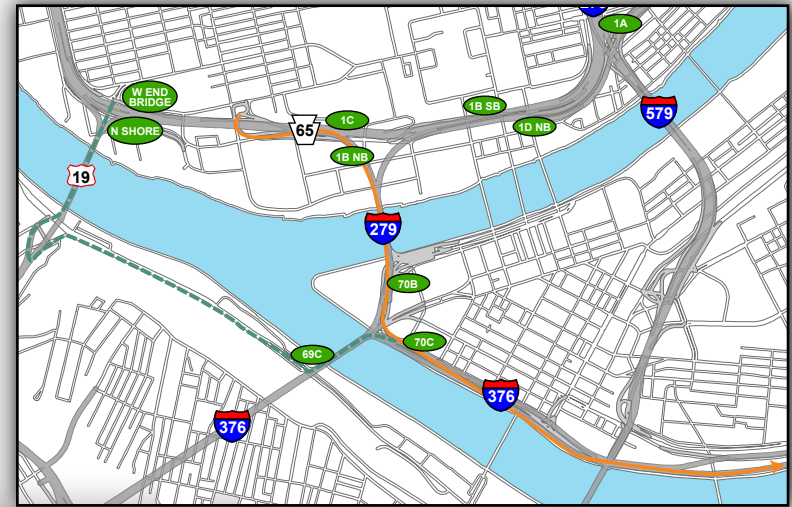 1A
W END
BRIDGE
1B SB
579
1C
65
N SHORE
1D NB
1B NB
19
279
70B
70C
69C
376
376